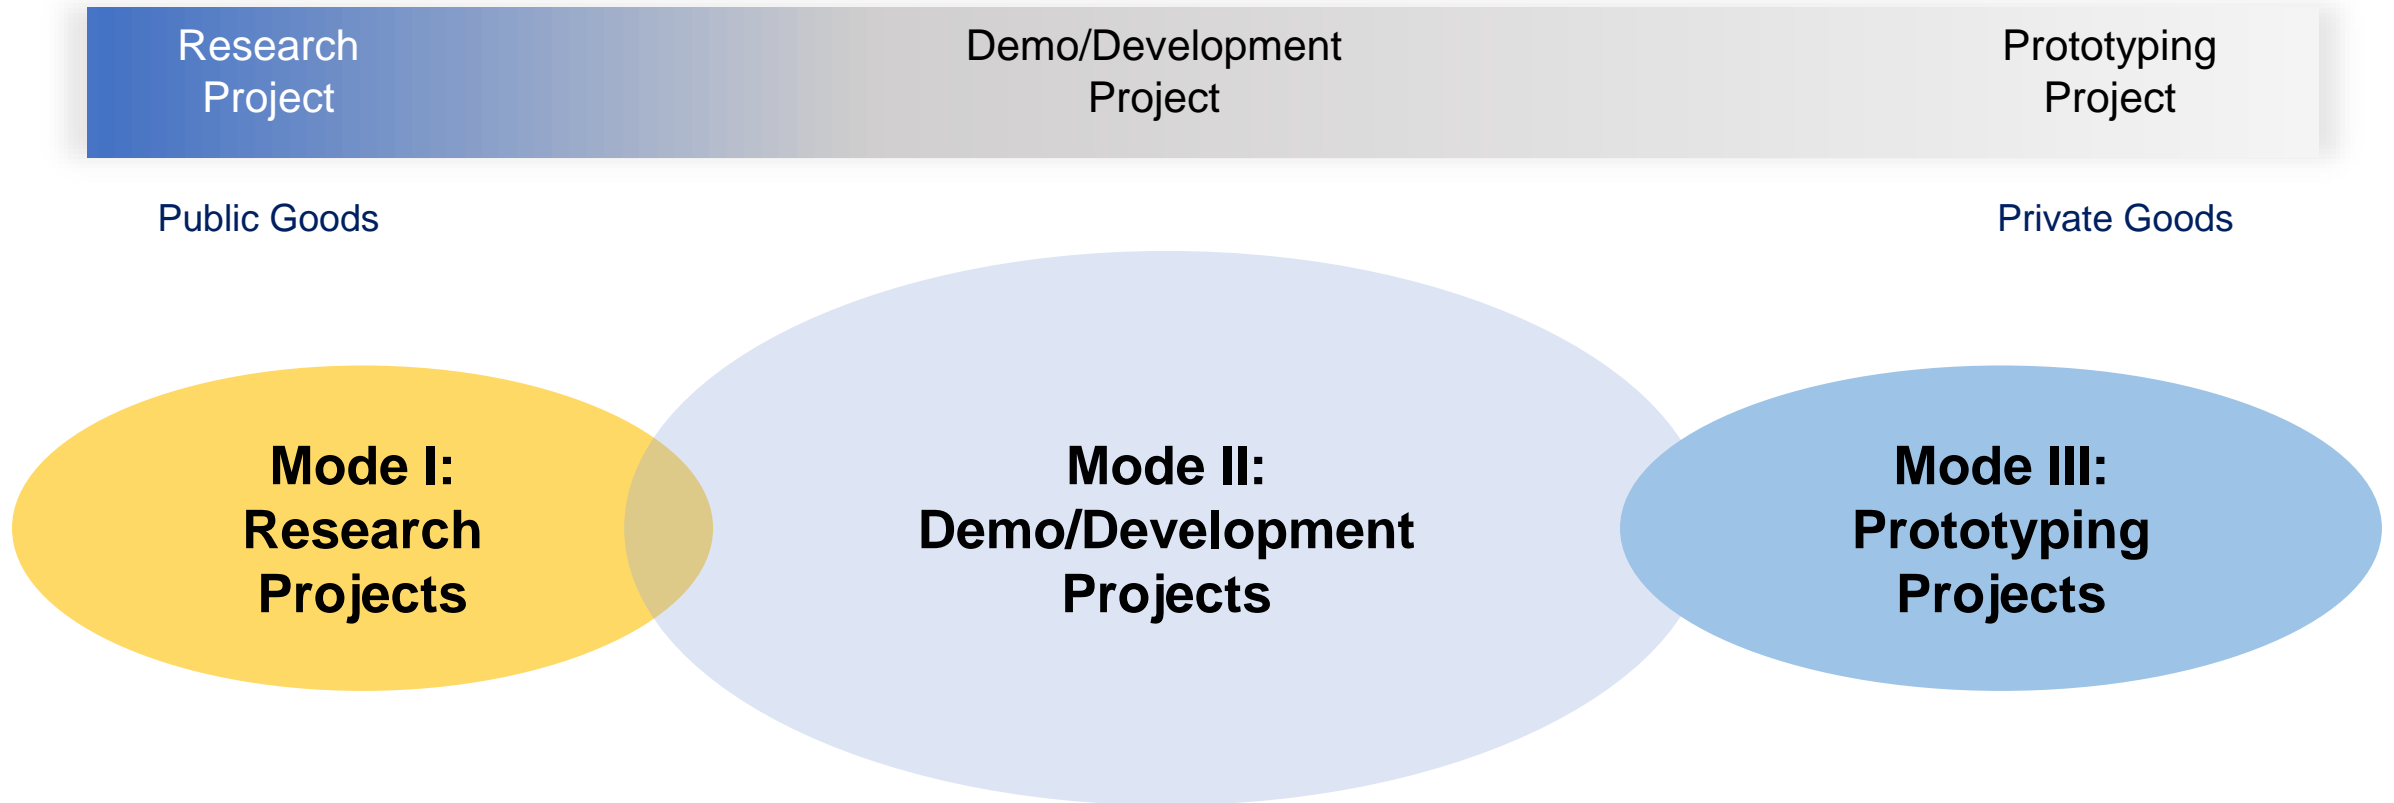 Research
Project
Demo/Development
Project
Prototyping
Project
Public Goods
Private Goods
Mode I:
Research
Projects
Mode II:
Demo/Development
Projects
Mode III:
Prototyping
Projects